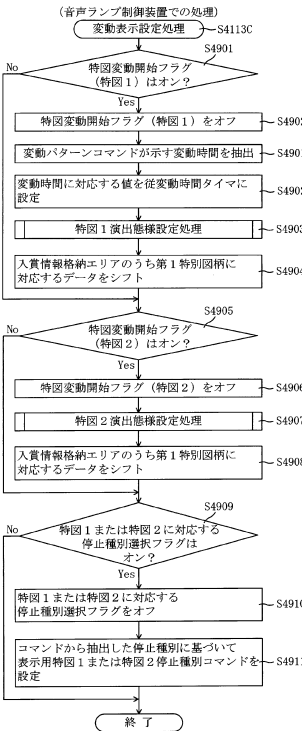 (音声ランプ制御装置での処理)
変動表示設定処理
S4113C
S4901
特図変動開始フラグ
(特図1)はオン?
No
Yes
特図変動開始フラグ(特図1)をオフ
S4902
変動パターンコマンドが示す変動時間を抽出
S4901
変動時間に対応する値を従変動時間タイマに
設定
S4902
特図1演出態様設定処理
S4903
入賞情報格納エリアのうち第1特別図柄に
対応するデータをシフト
S4904
S4905
特図変動開始フラグ
(特図2)はオン?
No
Yes
特図変動開始フラグ(特図2)をオフ
S4906
特図2演出態様設定処理
S4907
入賞情報格納エリアのうち第1特別図柄に
対応するデータをシフト
S4908
S4909
特図1または特図2に対応する
停止種別選択フラグは
オン?
No
Yes
特図1または特図2に対応する
停止種別選択フラグをオフ
S4910
コマンドから抽出した停止種別に基づいて
表示用特図1または特図2停止種別コマンドを
設定
S4911
終了